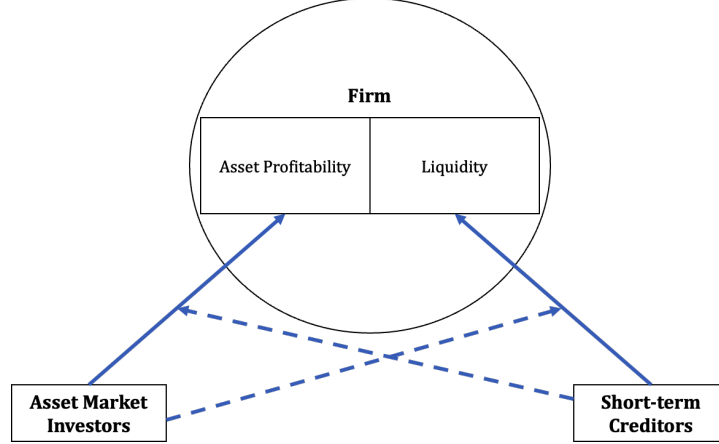 Firm
Asset Profitability
Liquidity
Asset Market
Investors
Short-term
Creditors